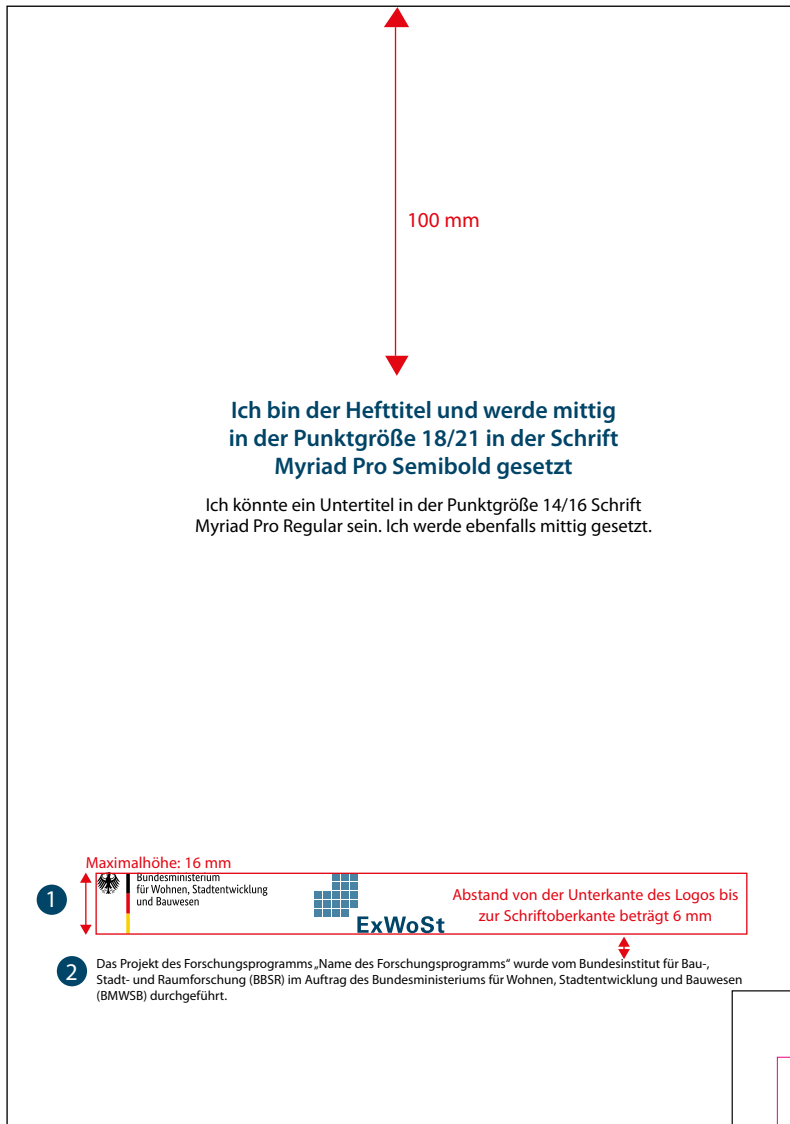 100 mm
Ich bin der Hefttitel und werde mittig
in der Punktgröße 18/21 in der Schrift
Myriad Pro Semibold gesetzt
Ich könnte ein Untertitel in der Punktgröße 14/16 Schrift
Myriad Pro Regular sein. Ich werde ebenfalls mittig gesetzt.
Maximalhöhe: 16 mm
1
Bundesministerium
für Wohnen, Stadtentwicklung
und Bauwesen
ExWoSt
Abstand von der Unterkante des Logos bis
zur Schriftoberkante beträgt 6 mm
2
Das Projekt des Forschungsprogramms „Name des Forschungsprogramms“ wurde vom Bundesinstitut für Bau-,
Stadt- und Raumforschung (BBSR) im Auftrag des Bundesministeriums für Wohnen, Stadtentwicklung und Bauwesen
(BMWSB) durchgeführt.